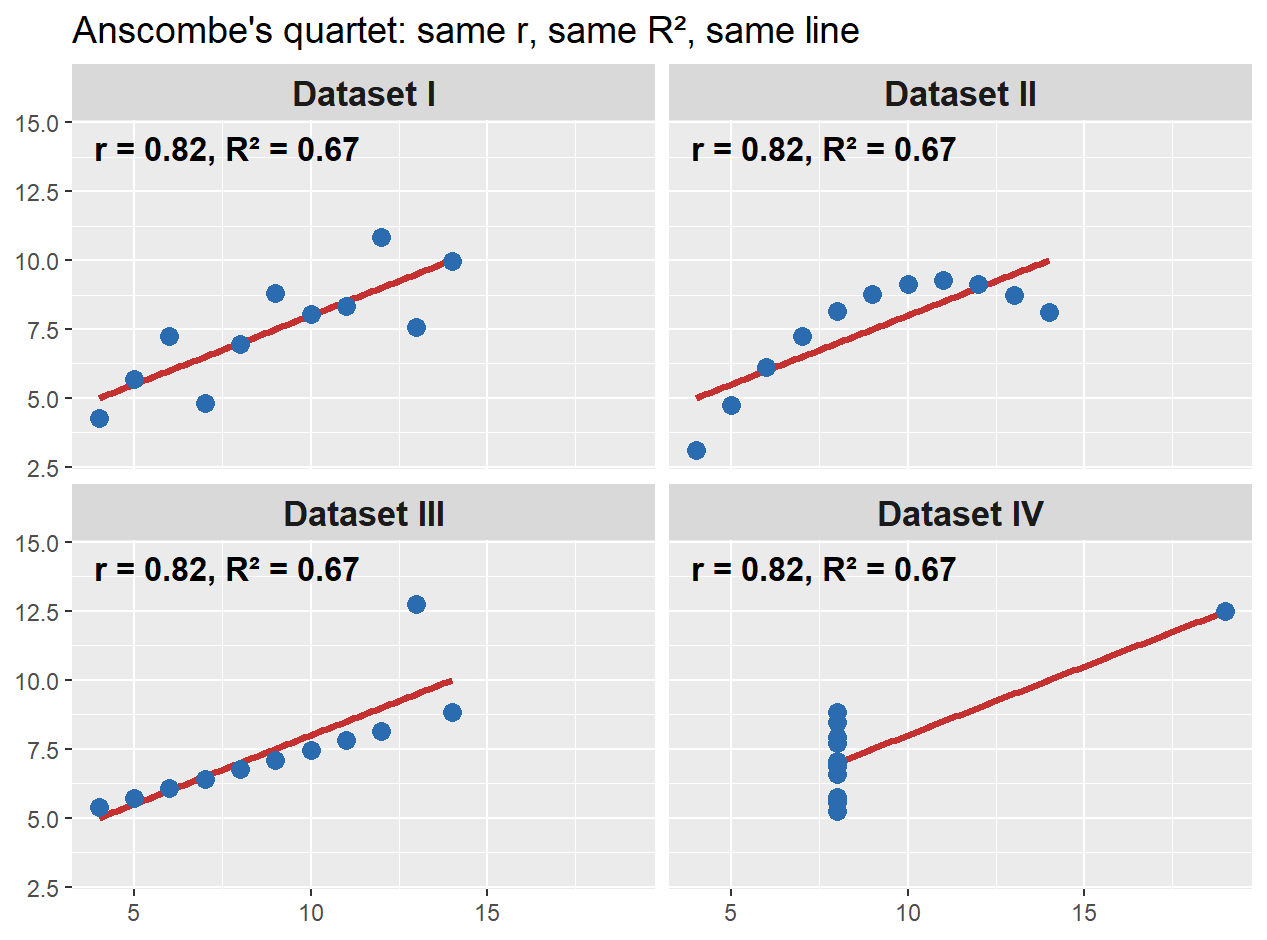 Anscombe's quartet: same r, same R², same line
Dataset I
Dataset II
r = 0.82, R² = 0.67
r = 0.82, R² = 0.67
15.0
12.5
10.0
7.5
5.0
2.5
Dataset III
Dataset IV
r = 0.82, R² = 0.67
r = 0.82, R² = 0.67
15.0
12.5
10.0
7.5
5.0
2.5
5 10 15
5 10 15